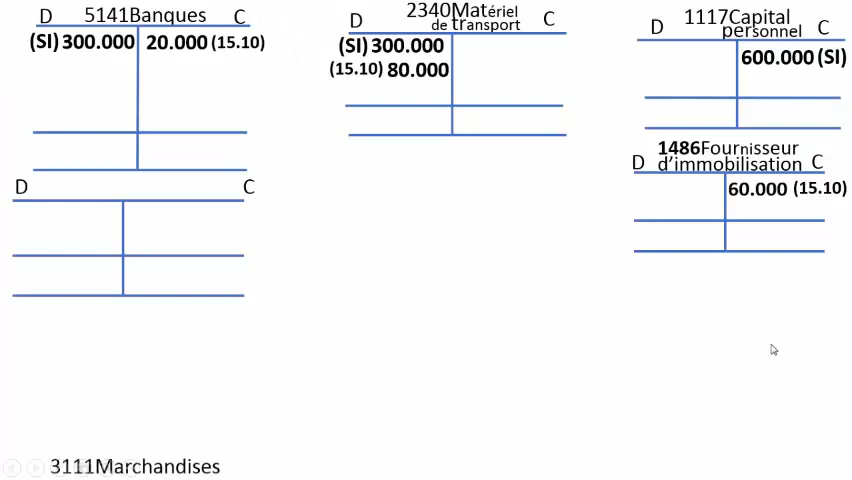 D 5141Banques C
(SI) 300.000 20.000 (15.10)
D 2340Matériel C
de transport
(SI) 300.000
(15.10) 80.000
1117Capital
D personnel C
600.000 (SI)
1486Fournisseur
D d'immobilisation C
60.000 (15.10)
D C
3111Marchandises